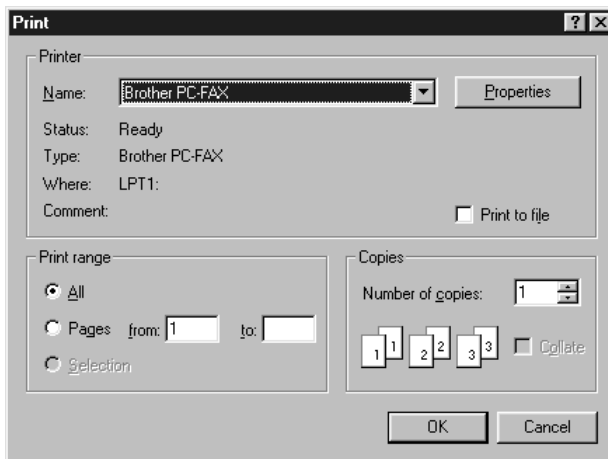 Print
Printer
Name: Brother PC-FAX Properties
Status: Ready
Type: Brother PC-FAX
Where: LPT1:
Comment: Print to file
Print range
All
Pages from: 1 to:
Selection
Copies
Number of copies: 1
1 1 2 2 3 3 Collate
OK Cancel